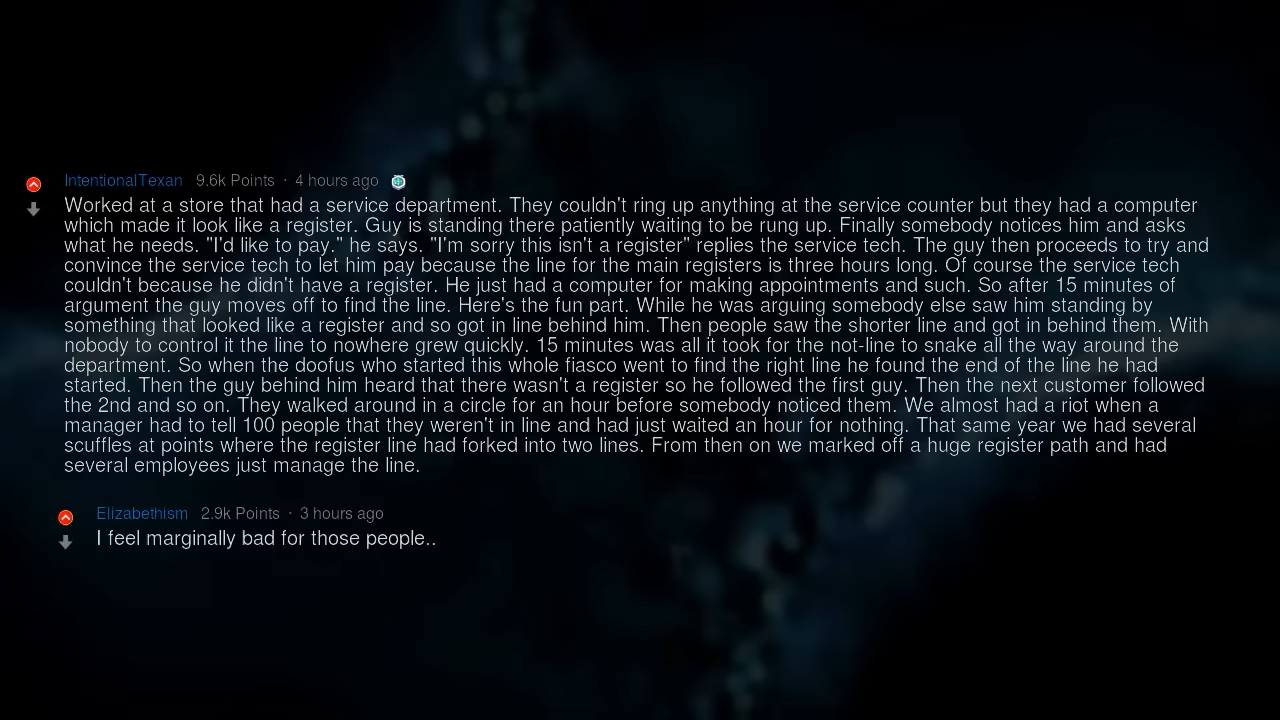 IntentionalTexan 9.6k Points · 4 hours ago
Worked at a store that had a service department. They couldn't ring up anything at the service counter but they had a computer
which made it look like a register. Guy is standing there patiently waiting to be rung up. Finally somebody notices him and asks
what he needs. "I'd like to pay." he says. "I'm sorry this isn't a register" replies the service tech. The guy then proceeds to try and
convince the service tech to let him pay because the line for the main registers is three hours long. Of course the service tech
couldn't because he didn't have a register. He just had a computer for making appointments and such. So after 15 minutes of
argument the guy moves off to find the line. Here's the fun part. While he was arguing somebody else saw him standing by
something that looked like a register and so got in line behind him. Then people saw the shorter line and got in behind them. With
nobody to control it the line to nowhere grew quickly. 15 minutes was all it took for the not-line to snake all the way around the
department. So when the doofus who started this whole fiasco went to find the right line he found the end of the line he had
started. Then the guy behind him heard that there wasn't a register so he followed the first guy. Then the next customer followed
the 2nd and so on. They walked around in a circle for an hour before somebody noticed them. We almost had a riot when a
manager had to tell 100 people that they weren't in line and had just waited an hour for nothing. That same year we had several
scuffles at points where the register line had forked into two lines. From then on we marked off a huge register path and had
several employees just manage the line.
Elizabethism 2.9k Points · 3 hours ago
I feel marginally bad for those people..